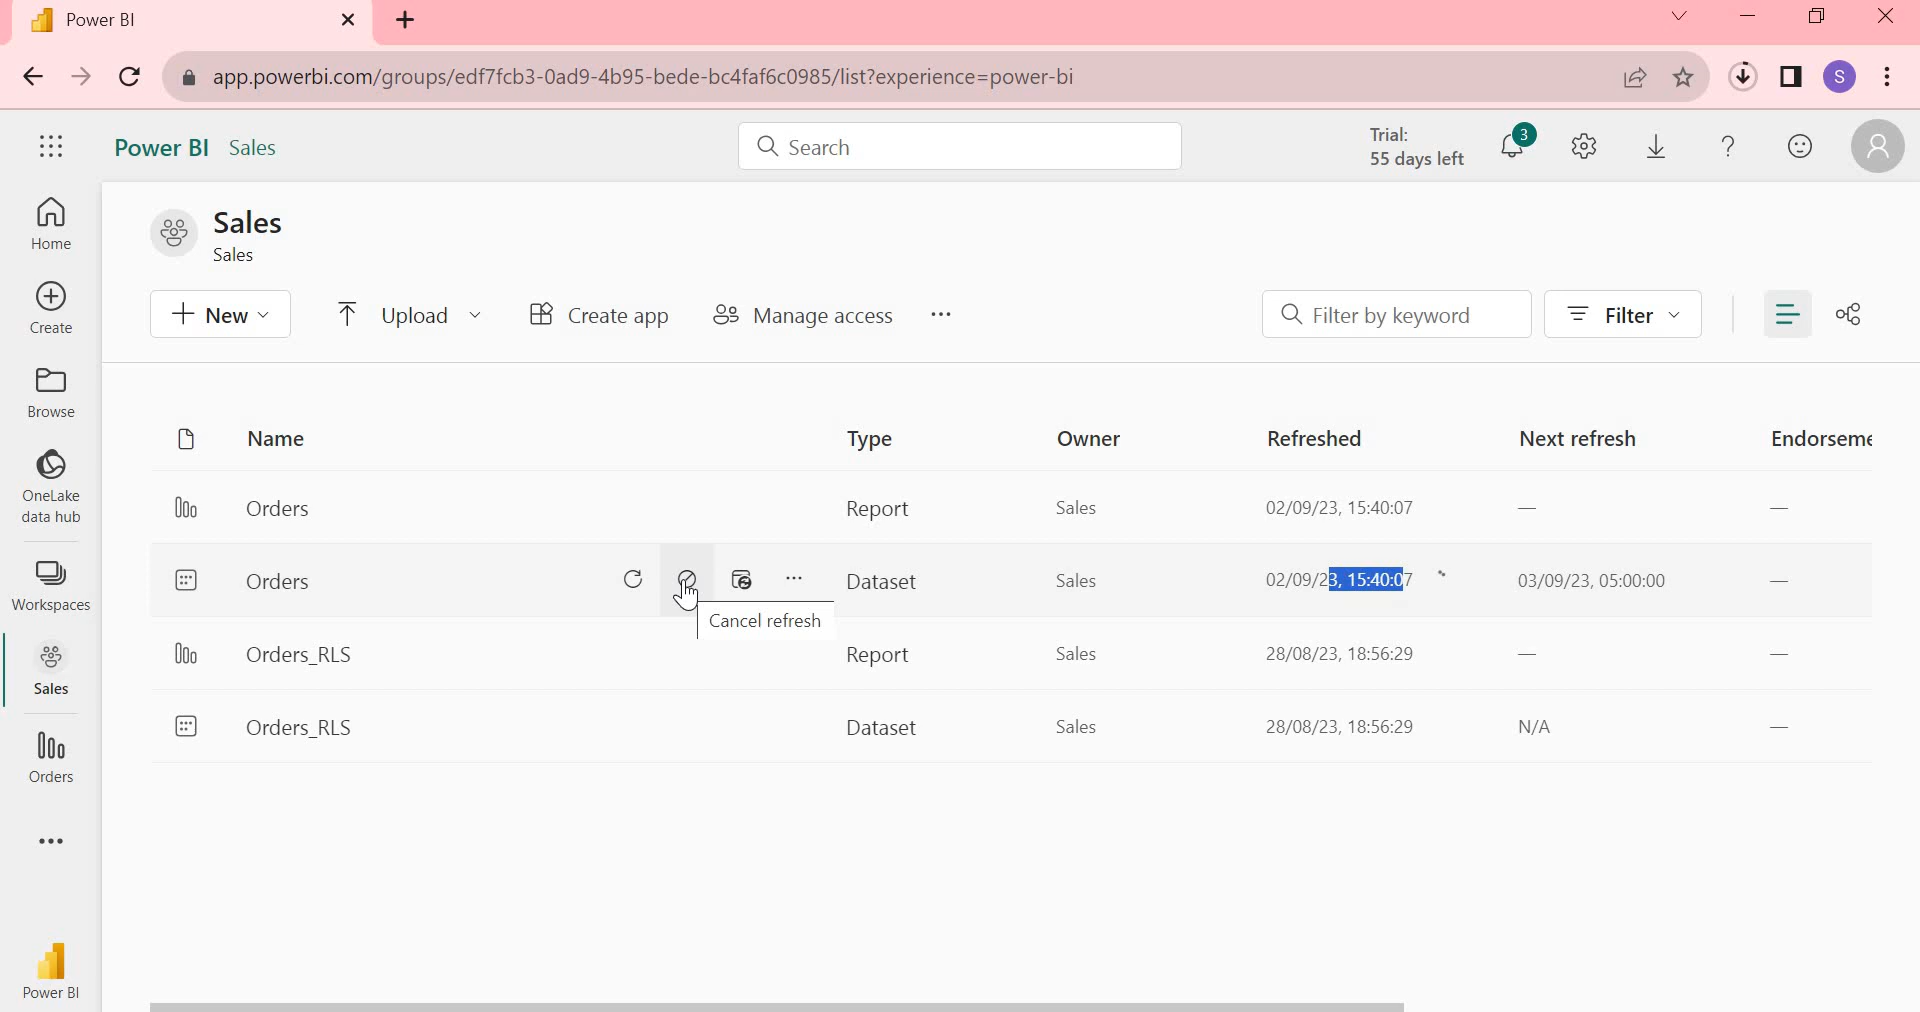 Power BI
app.powerbi.com/groups/edf7fcb3-0ad9-4b95-bede-bc4faf6c0985/list?experience=power-bi
S
Power BI Sales
Search
Trial:
55 days left
3
Home
Create
Browse
OneLake
data hub
Workspaces
Sales
Orders
Power BI
Sales
Sales
New
Upload
Create app
Manage access
Filter by keyword
Filter
Name Type Owner Refreshed Next refresh Endorseme
Orders Report Sales 02/09/23, 15:40:07 —  —
Orders Dataset Sales 02/09/23, 15:40:07 03/09/23, 05:00:00 —
Cancel refresh
Orders_RLS Report Sales 28/08/23, 18:56:29 — —
Orders_RLS Dataset Sales 28/08/23, 18:56:29 N/A —